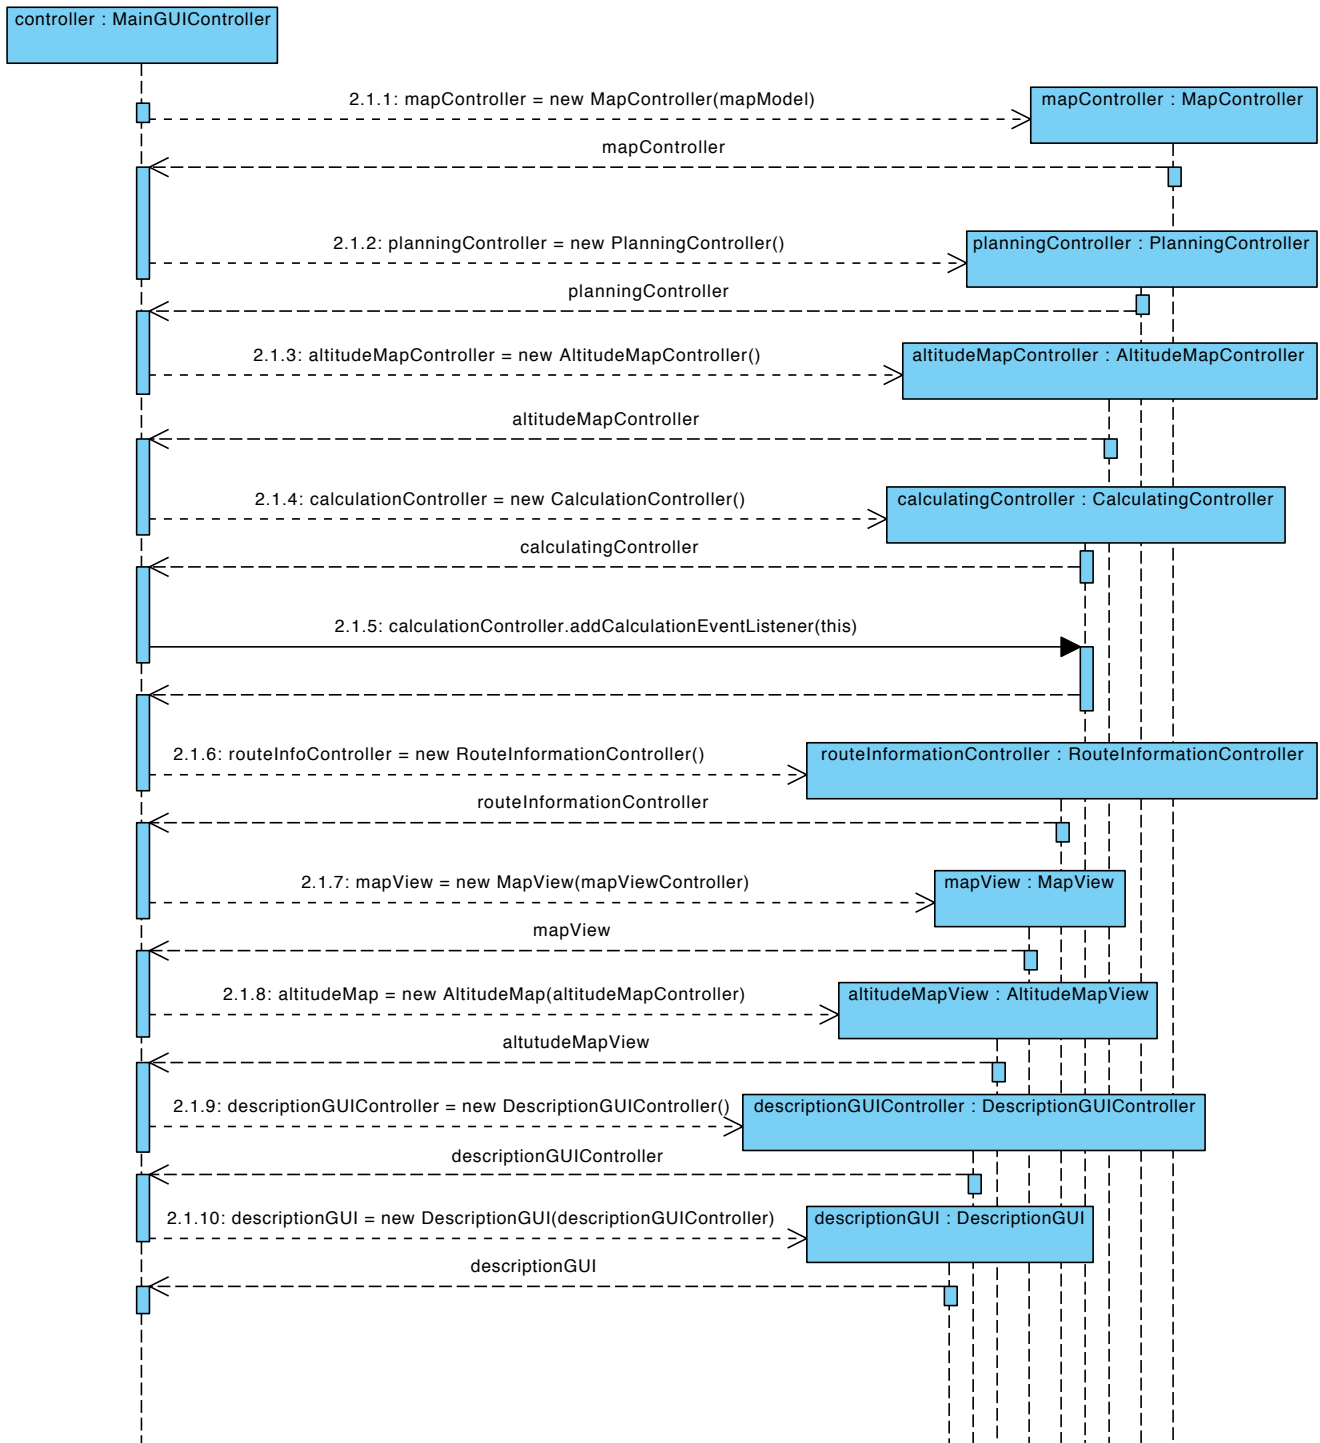 controller : MainGUIController
2.1.1: mapController = new MapController(mapModel)
mapController : MapController
mapController
2.1.2: planningController = new PlanningController()
planningController : PlanningController
planningController
2.1.3: altitudeMapController = new AltitudeMapController()
altitudeMapController : AltitudeMapController
altitudeMapController
2.1.4: calculationController = new CalculationController()
calculatingController : CalculatingController
calculatingController
2.1.5: calculationController.addCalculationEventListener(this)
2.1.6: routeInfoController = new RouteInformationController()
routeInformationController : RouteInformationController
routeInformationController
2.1.7: mapView = new MapView(mapViewController)
mapView : MapView
mapView
2.1.8: altitudeMap = new AltitudeMap(altitudeMapController)
altitudeMapView : AltitudeMapView
altutudeMapView
2.1.9: descriptionGUIController = new DescriptionGUIController()
descriptionGUIController : DescriptionGUIController
descriptionGUIController
2.1.10: descriptionGUI = new DescriptionGUI(descriptionGUIController)
descriptionGUI : DescriptionGUI
descriptionGUI